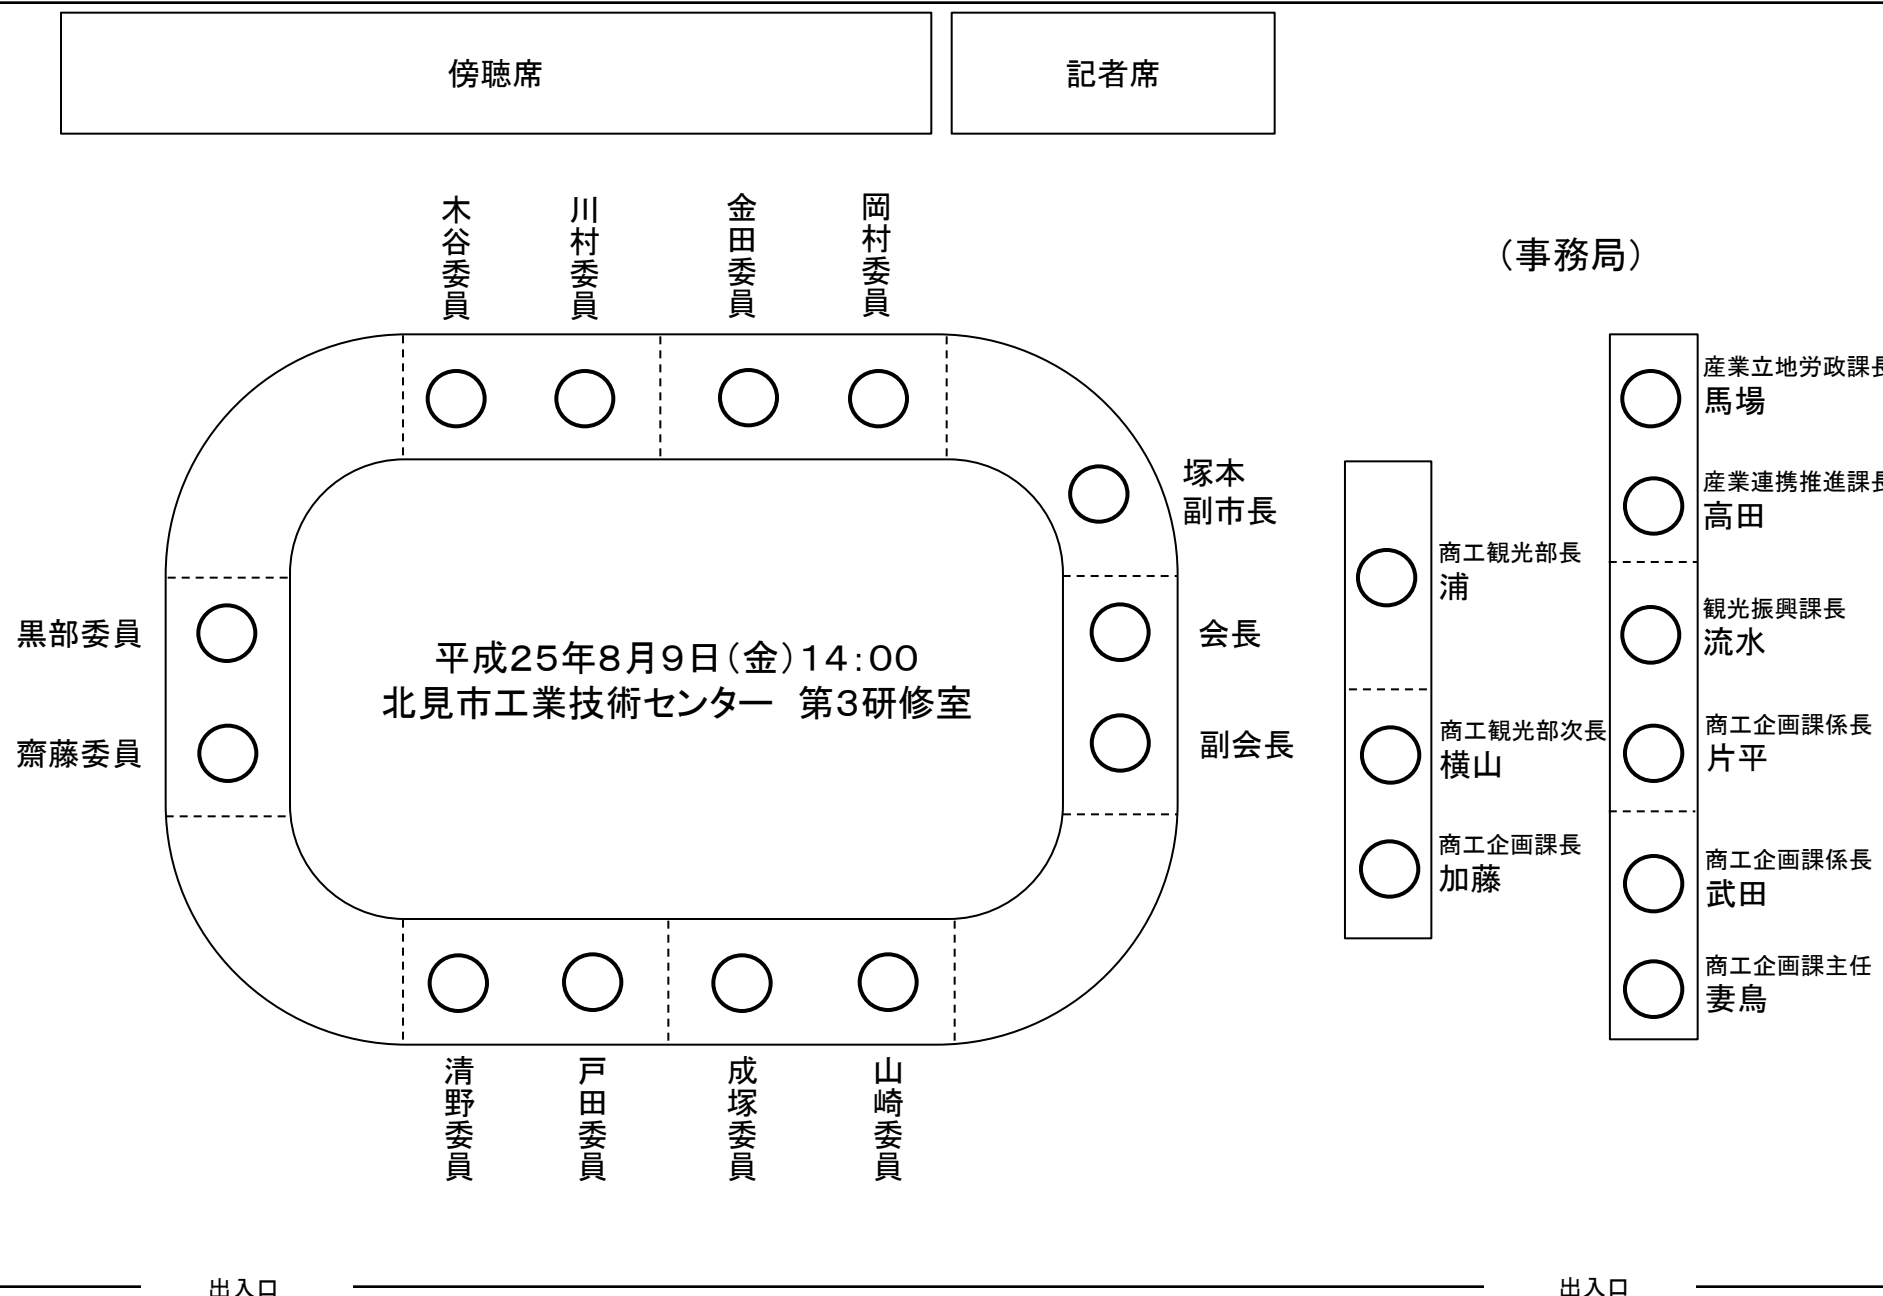 傍聴席
記者席
木谷委員
川村委員
金田委員
岡村委員
（事務局）
塚本
副市長
黒部委員
齋藤委員
平成25年8月9日（金）14：00
北見市工業技術センター　第3研修室
会長
副会長
商工観光部長
浦
商工観光部次長
横山
商工企画課長
加藤
産業立地労政課長
馬場
産業連携推進課長
高田
観光振興課長
流水
商工企画課係長
片平
商工企画課係長
武田
商工企画課主任
妻鳥
清野委員
戸田委員
成塚委員
山崎委員
出入口
出入口